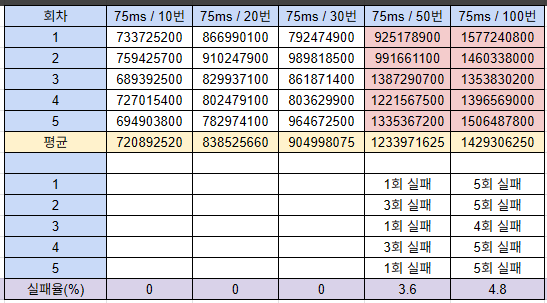 회차 75ms / 10번 75ms / 20번 75ms / 30번 75ms / 50번 75ms / 100번
1 733725200 866990100 792474900 925178900 1577240800
2 759425700 910247900 989818500 991661100 1460338000
3 689392500 829937100 861871400 1387290700 1353830200
4 727015400 802479100 803629900 1221567500 1396569000
5 694903800 782974100 964672500 1335367200 1506487800
평균 720892520 838525660 904998075 1233971625 1429306250
1 1회 실패 5회 실패
2 3회 실패 5회 실패
3 1회 실패 4회 실패
4 3회 실패 5회 실패
5 1회 실패 5회 실패
실패율(%) 0 0 0 3.6 4.8